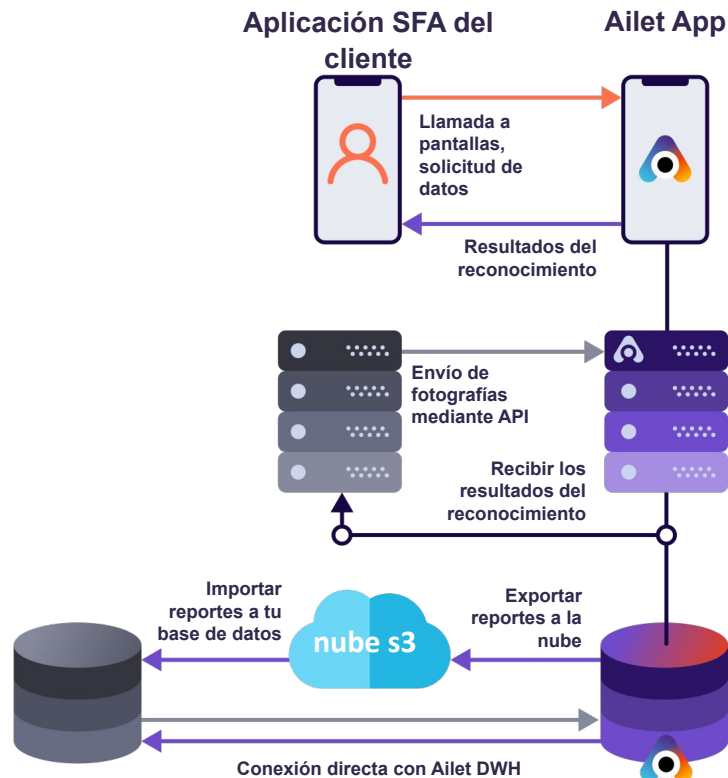 Aplicación SFA del
cliente
Ailet App
Llamada a
pantallas,
solicitud de
datos
Resultados del
reconocimiento
Envío de
fotografías
mediante API
Recibir los
resultados del
reconocimiento
Importar
reportes a tu
base de datos
nube s3
Exportar
reportes a la
nube
Conexión directa con Ailet DWH